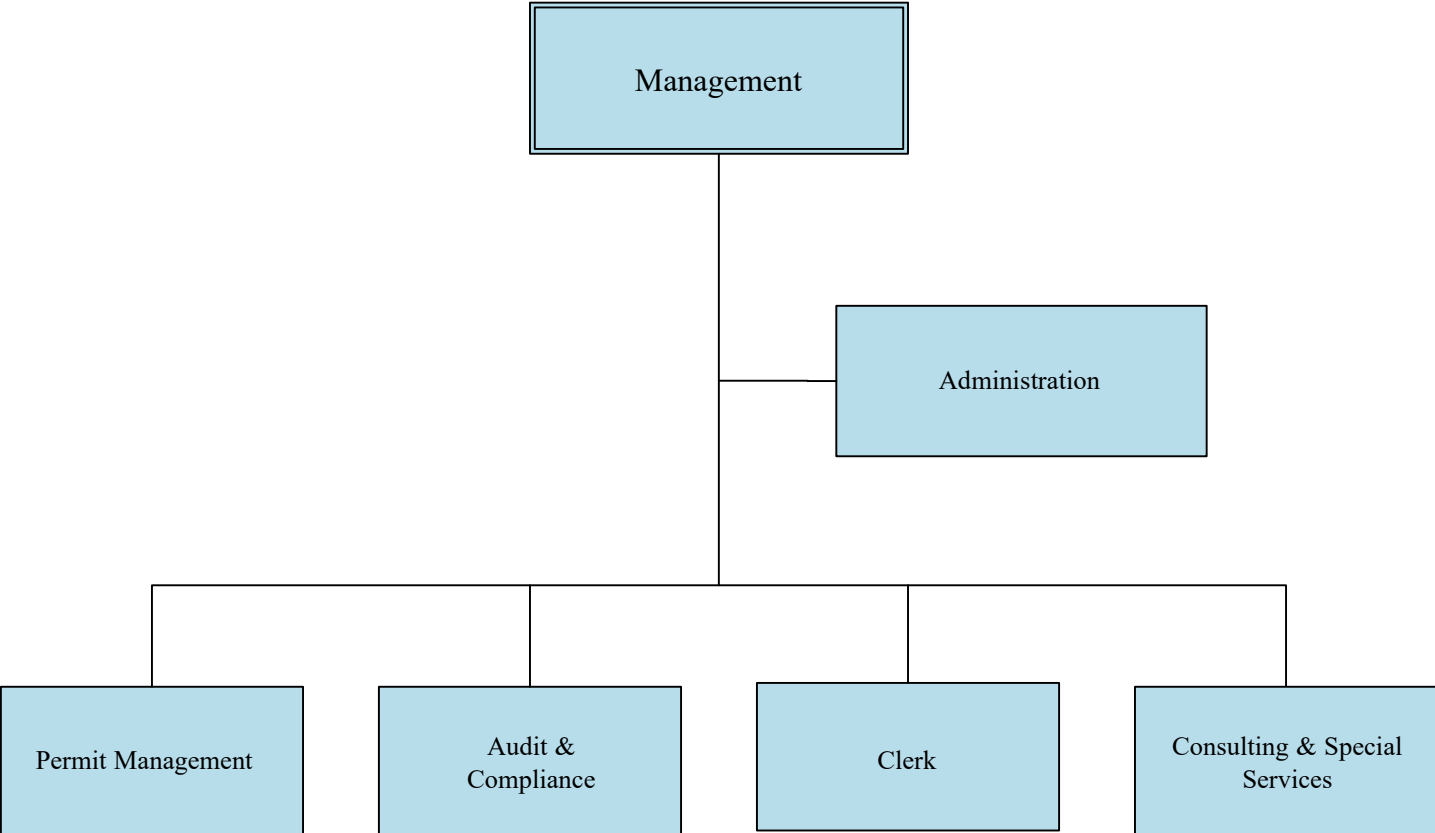 Management
Administration
Permit Management
Audit &
Compliance
Clerk
Consulting & Special
Services